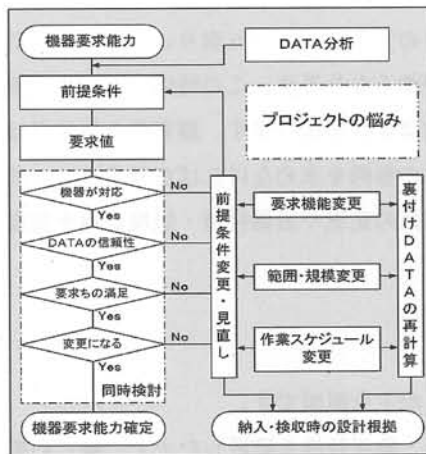 機器要求能力
DATA分析
前提条件
プロジェクトの悩み
要求値
機器が対応
No
Yes
DATAの信頼性
No
Yes
要求ちの満足
No
Yes
変更になる
No
Yes
同時検討
機器要求能力確定
前提条件変更・見直し
要求機能変更
範囲・規模変更
作業スケジュール
変更
裏付けDATAの再計算
納入・検収時の設計根拠